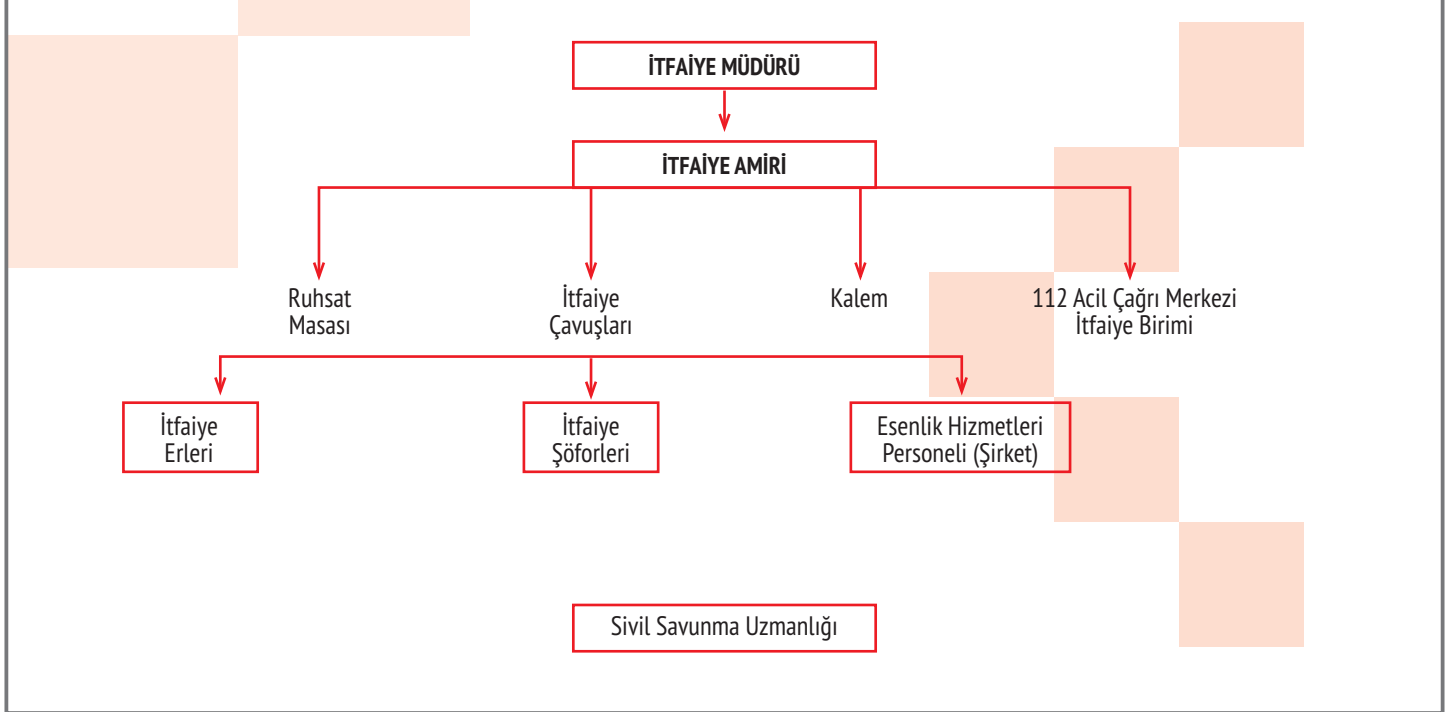 İTFAİYE MÜDÜRÜ
İTFAİYE AMİRİ
Ruhsat
Masası
İtfaiye
Çavuşları
Kalem
112 Acil Çağrı Merkezi
İtfaiye Birimi
İtfaiye
Erleri
İtfaiye
Şöforleri
Esenlik Hizmetleri
Personeli (Şirket)
Sivil Savunma Uzmanlığı